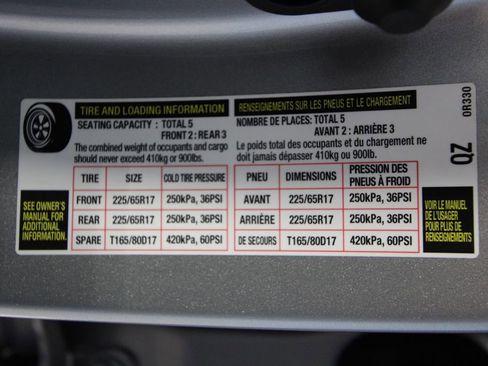 TIRE AND LOADING INFORMATION
SEATING CAPACITY : TOTAL 5
FRONT 2 : REAR 3
The combined weight of occupants and cargo
should never exceed 410kg or 900lb.
SEE OWNER'S
MANUAL FOR
ADDITIONAL
INFORMATION.
TIRE SIZE COLD TIRE PRESSURE
FRONT 225/65R17 250kPa, 36PSI
REAR 225/65R17 250kPa, 36PSI
SPARE T165/80D17 420kPa, 60PSI
RENSEIGNEMENTS SUR LES PNEUS ET LE CHARGEMENT
NOMBRE DE PLACES: TOTAL 5
AVANT 2 : ARRIÈRE 3
Le poids total des occupants et du chargement ne
doit jamais dépasser 410kg ou 900lb.
PNEU DIMENSIONS PRESSION DES
PNEUS À FROID
AVANT 225/65R17 250kPa, 36PSI
ARRIÈRE 225/65R17 250kPa, 36PSI
DE SECOURS T165/80D17 420kPa, 60PSI
VOIR LE MANUEL
DE L'USAGER
POUR PLUS DE
RENSEIGNEMENTS
QZ
0R330